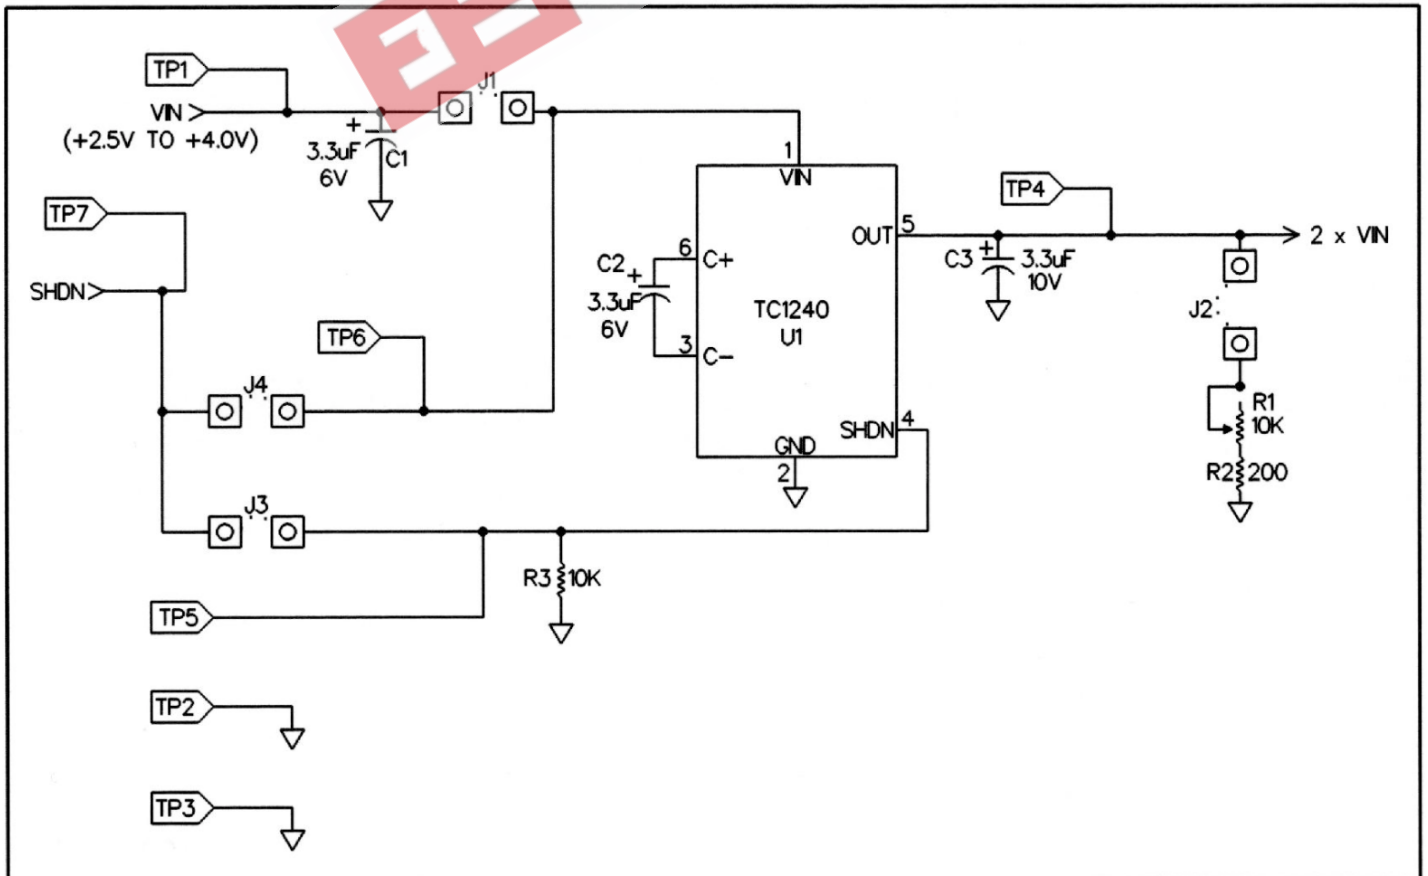 TP1
J1
VIN
(+2.5V TO +4.0V)
+
3.3uF
6V
C1
1
VIN
TP7
TP4
SHDN
6 C+
OUT 5
C2 +
3.3uF
6V
TC1240
U1
C3 +
3.3uF
10V
2 x VIN
J2
TP6
3 C-
J4
SHDN 4
R1
10K
GND
2
R2 200
J3
R3 10K
TP5
TP2
TP3